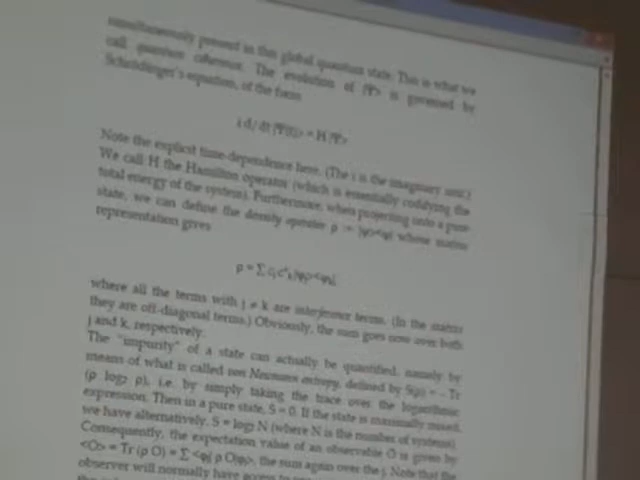 simultaneously present in this global quantum state. This is what we
call quantum coherence. The evolution of |Ψ> is governed by
Schrödinger's equation, of the form
i d/dt |Ψ(t)> = H |Ψ>
Note the explicit time-dependence here. (The i is the imaginary unit.)
We call H the Hamilton operator (which is essentially codifying the
total energy of the system). Furthermore, when projecting onto a pure
state, we can define the density operator ρ := |φ><φ| whose matrix
representation gives
ρ = Σ
where all the terms with j ≠ k are interference terms. (In the matrix
they are off-diagonal terms.) Obviously, the sum goes now over both
j and k, respectively.
The "impurity" of a state can actually be quantified, namely by
means of what is called von Neumann entropy, defined by S(ρ) = - Tr
(ρ log₂ ρ), i.e. by simply taking the trace over the logarithmic
expression. Then in a pure state, S = 0. If the state is maximally mixed,
we have alternatively, S = log₂ N (where N is the number of systems).
Consequently, the expectation value of an observable O is given by
<O> = Tr (ρ O) = Σ the sum again over the j. Note that the
observer will normally have access to